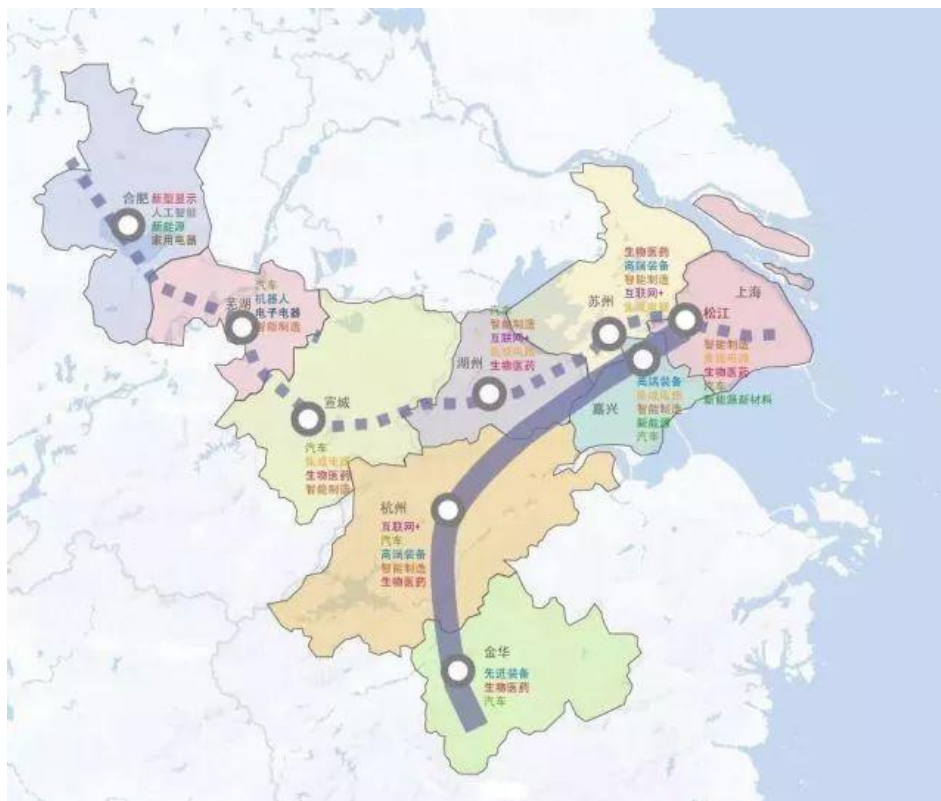 合肥 新型显示
人工智能
新能源
家用电器
芜湖
汽车
机器人
电子电器
智能制造
宣城
汽车
集成电路
生物医药
智能制造
湖州
汽车
智能制造
互联网+
集成电路
生物医药
苏州
生物医药
高端装备
智能制造
互联网+
集成电路
上海
松江
智能制造
集成电路
生物医药
汽车
新能源新材料
嘉兴
高端装备
集成电路
智能制造
新能源
汽车
杭州
互联网+
汽车
高端装备
智能制造
生物医药
金华
先进装备
生物医药
汽车